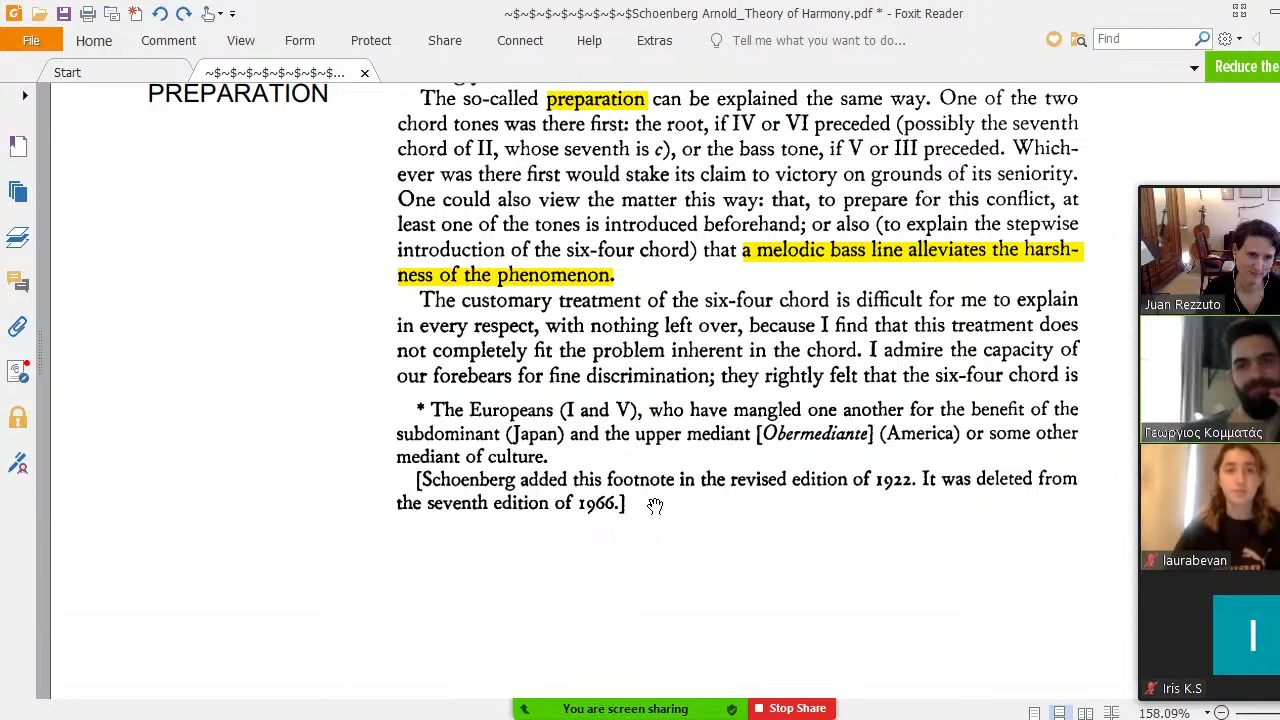 ~$~$~$~$~$~$~$~$Schoenberg Arnold_Theory of Harmony.pdf * - Foxit Reader
File Home Comment View Form Protect Share Connect Help Extras Tell me what you want to do... Find
Start ~$~$~$~$~$~$~$~$... Reduce the
PREPARATION
The so-called preparation can be explained the same way. One of the two
chord tones was there first: the root, if IV or VI preceded (possibly the seventh
chord of II, whose seventh is c), or the bass tone, if V or III preceded. Which-
ever was there first would stake its claim to victory on grounds of its seniority.
One could also view the matter this way: that, to prepare for this conflict, at
least one of the tones is introduced beforehand; or also (to explain the stepwise
introduction of the six-four chord) that a melodic bass line alleviates the harsh-
ness of the phenomenon.
The customary treatment of the six-four chord is difficult for me to explain
in every respect, with nothing left over, because I find that this treatment does
not completely fit the problem inherent in the chord. I admire the capacity of
our forebears for fine discrimination; they rightly felt that the six-four chord is
* The Europeans (I and V), who have mangled one another for the benefit of the
subdominant (Japan) and the upper mediant [Obermediante] (America) or some other
mediant of culture.
[Schoenberg added this footnote in the revised edition of 1922. It was deleted from
the seventh edition of 1966.]
Juan Rezzuto
Γεώργιος Κομματάς
laurabevan
I
Iris K.S
You are screen sharing Stop Share
158.09%